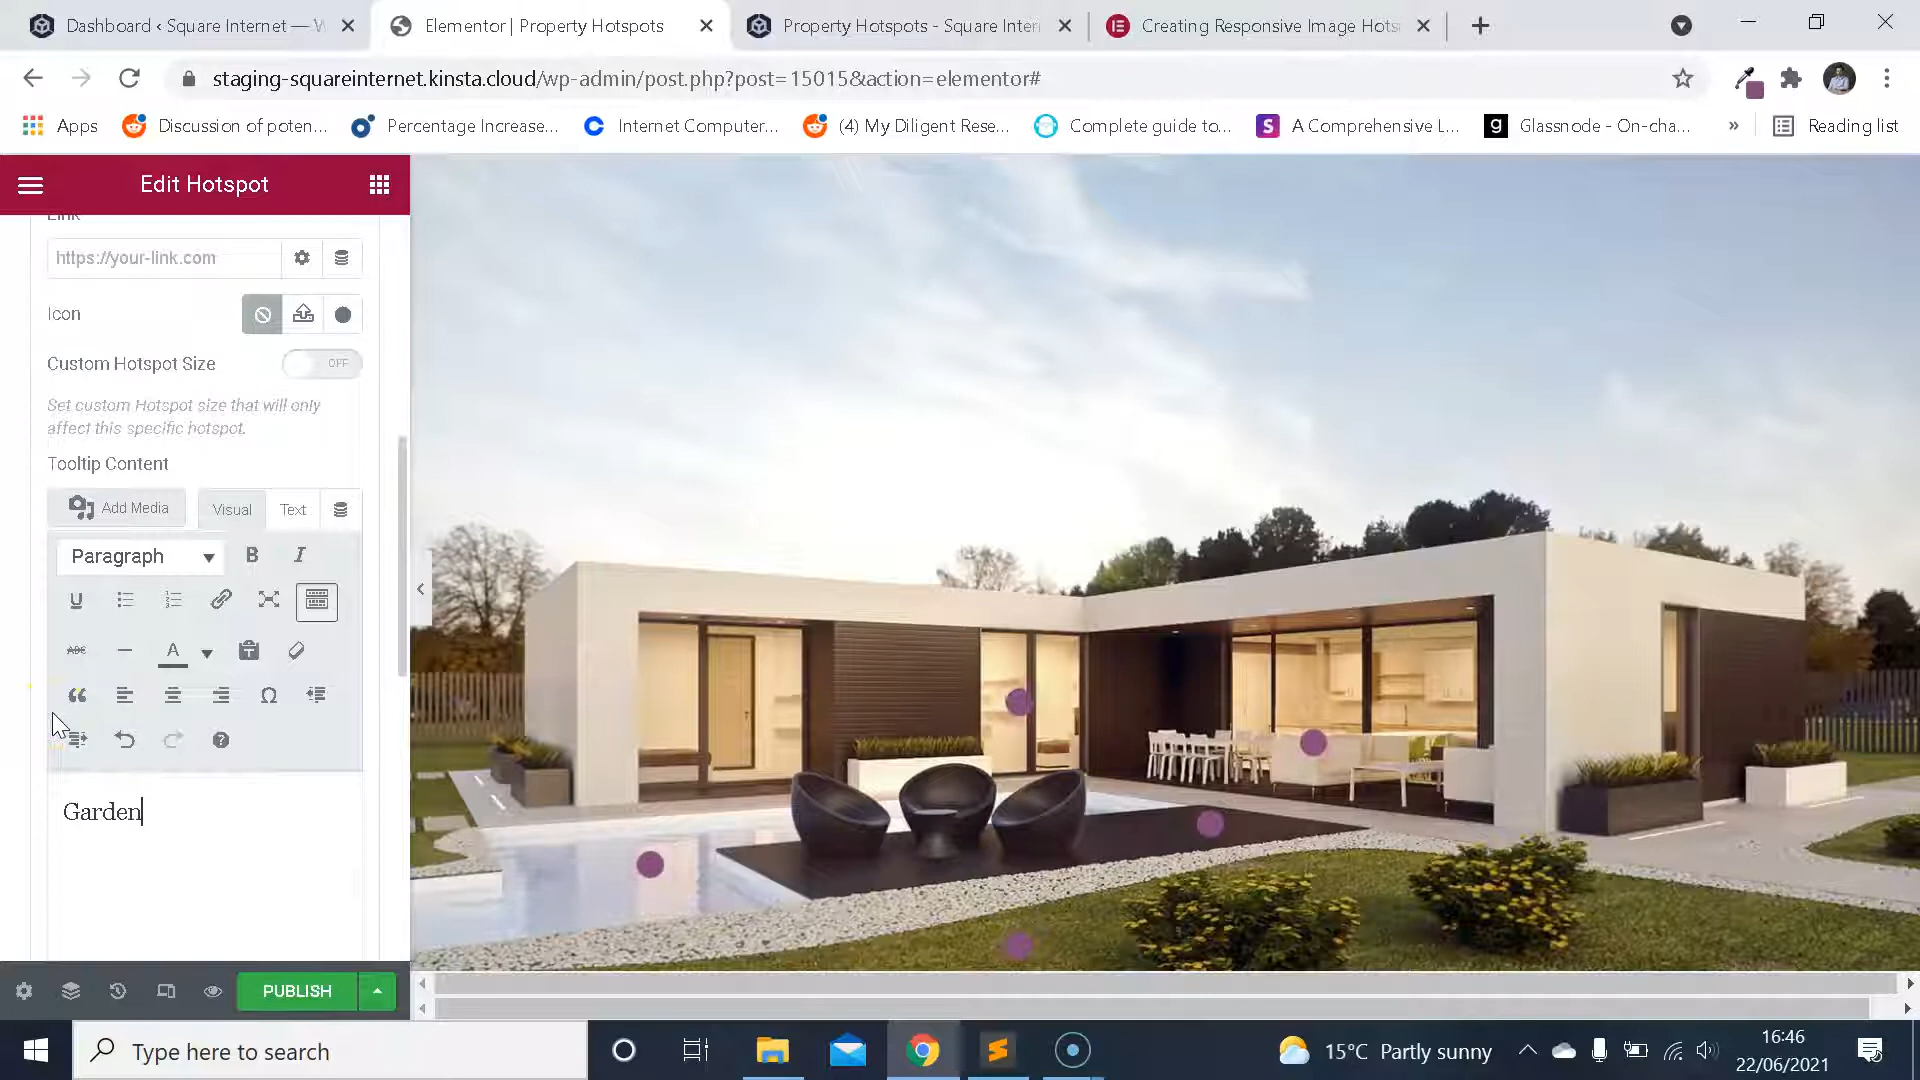 Dashboard ‹ Square Internet — W
Elementor | Property Hotspots
Property Hotspots - Square Inter
Creating Responsive Image Hots
staging-squareinternet.kinsta.cloud/wp-admin/post.php?post=15015&action=elementor#
Apps
Discussion of poten...
Percentage Increase...
Internet Computer...
(4) My Diligent Rese...
Complete guide to...
S
A Comprehensive L...
g
Glassnode - On-cha...
»
Reading list
Edit Hotspot
Link
https://your-link.com
Icon
Custom Hotspot Size
OFF
Set custom Hotspot size that will only
affect this specific hotspot.
Tooltip Content
Add Media
Visual
Text
Paragraph
B
I
U
ABC
A
Ω
Garden
PUBLISH
Type here to search
15°C Partly sunny
16:46
22/06/2021